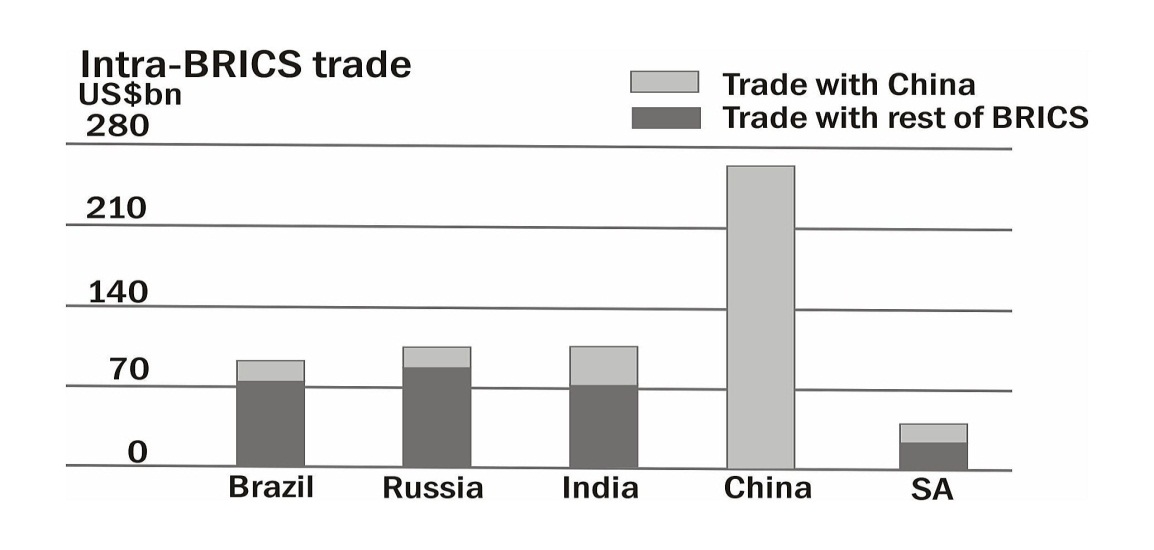 Intra-BRICS trade
US$bn
Trade with China
Trade with rest of BRICS
280
210
140
70
0
Brazil Russia India China SA